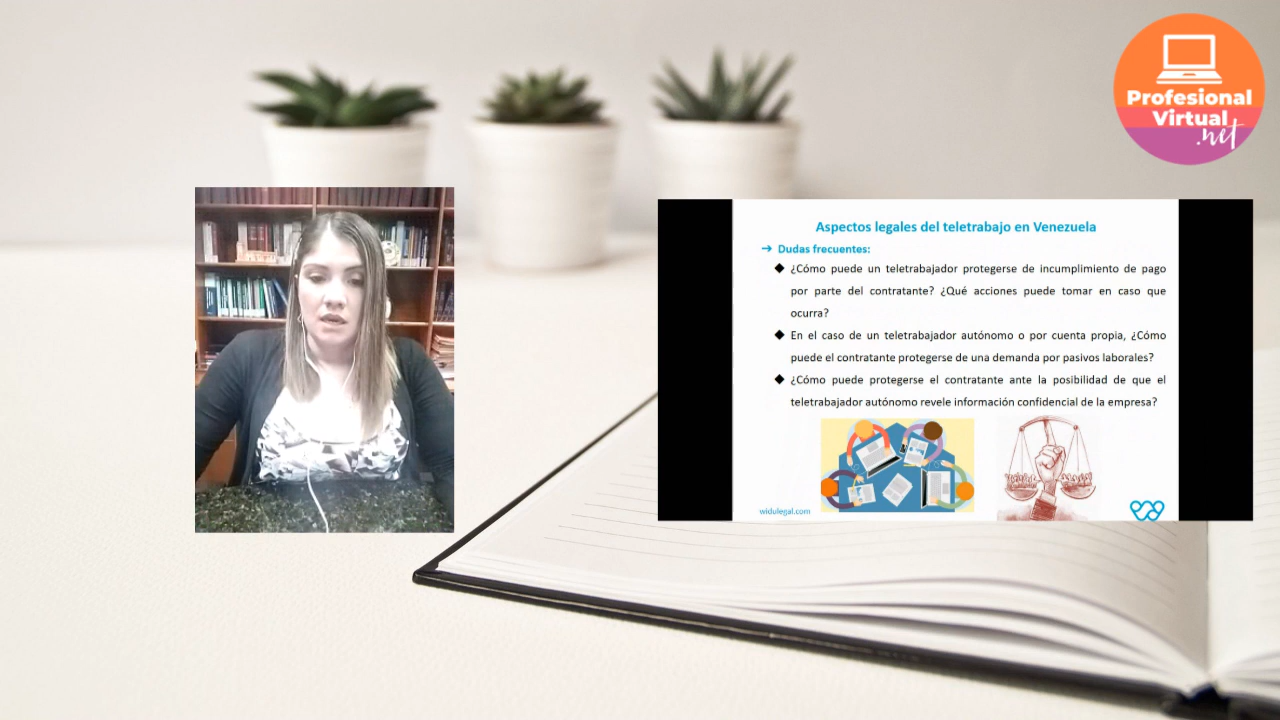 Profesional
Virtual
.net
Aspectos legales del teletrabajo en Venezuela
➔ Dudas frecuentes:
◆ ¿Cómo puede un teletrabajador protegerse de incumplimiento de pago
por parte del contratante? ¿Qué acciones puede tomar en caso que
ocurra?
◆ En el caso de un teletrabajador autónomo o por cuenta propia, ¿Cómo
puede el contratante protegerse de una demanda por pasivos laborales?
◆ ¿Cómo puede protegerse el contratante ante la posibilidad de que el
teletrabajador autónomo revele información confidencial de la empresa?
widulegal.com